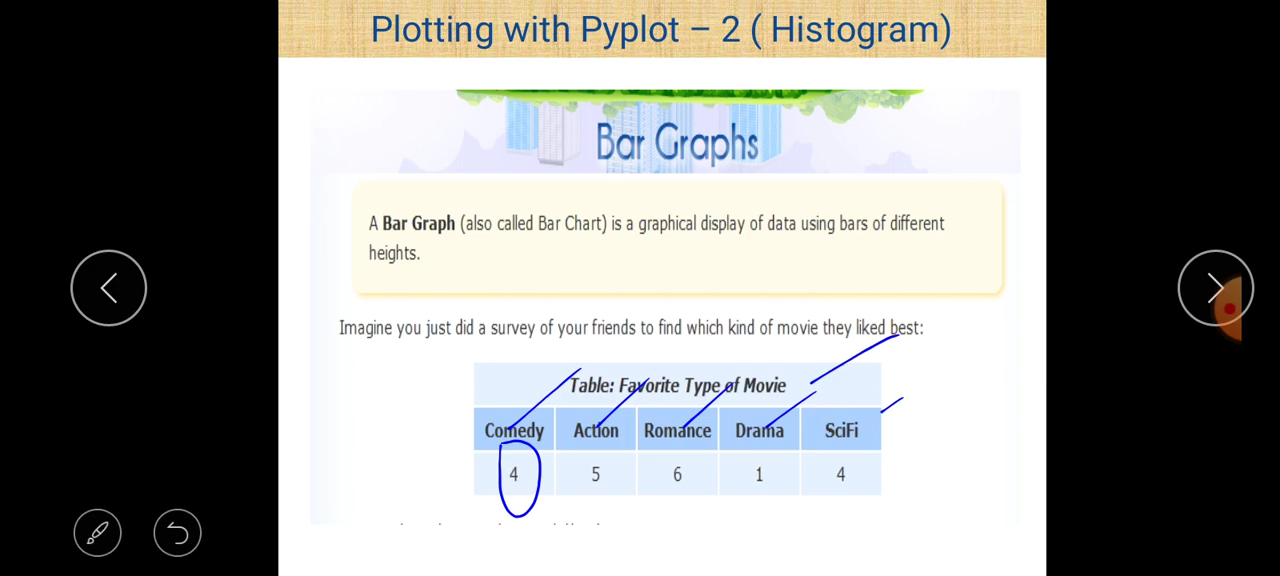 Plotting with Pyplot – 2 ( Histogram)
Bar Graphs
A Bar Graph (also called Bar Chart) is a graphical display of data using bars of different
heights.
Imagine you just did a survey of your friends to find which kind of movie they liked best:
Table: Favorite Type of Movie
Comedy Action Romance Drama SciFi
4 5 6 1 4